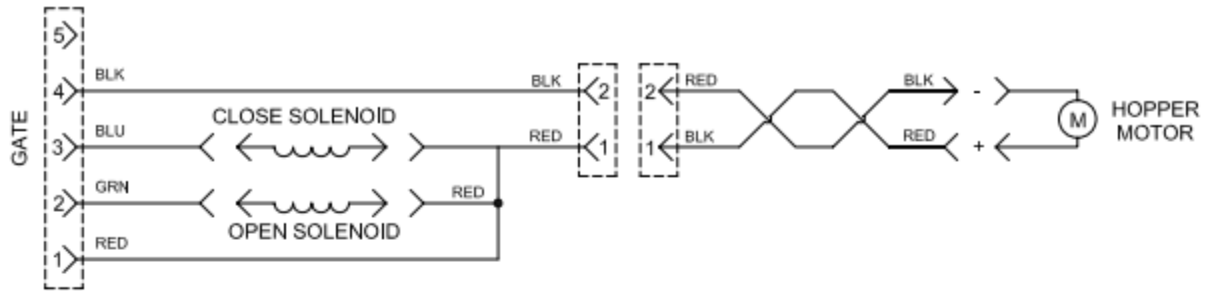 GATE
5
4 BLK BLK 2 2 RED BLK -
CLOSE SOLENOID
HOPPER
MOTOR
M
3 BLU RED 1 1 BLK RED +
2 GRN RED
OPEN SOLENOID
1 RED